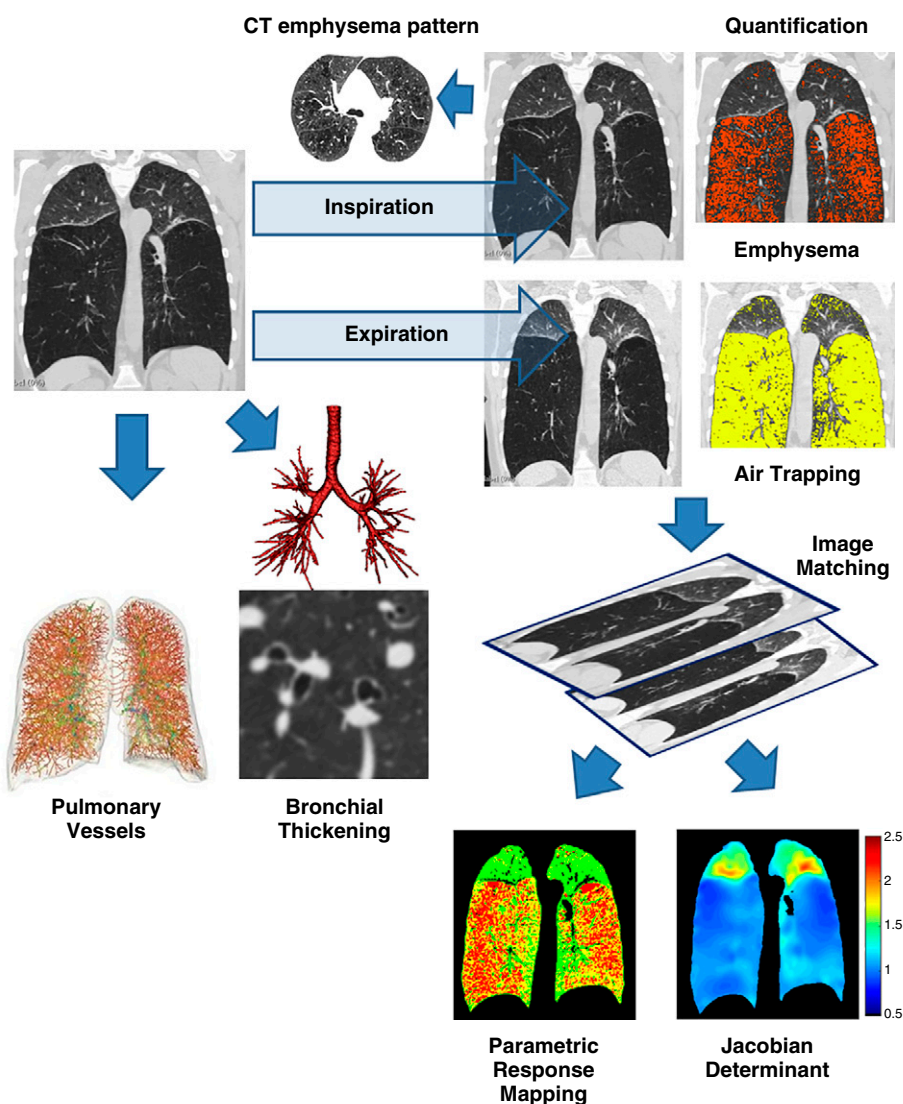 CT emphysema pattern
Quantification
Inspiration
Emphysema
Expiration
Air Trapping
Image
Matching
Pulmonary
Vessels
Bronchial
Thickening
2.5
2
1.5
1
0.5
Parametric
Response
Mapping
Jacobian
Determinant